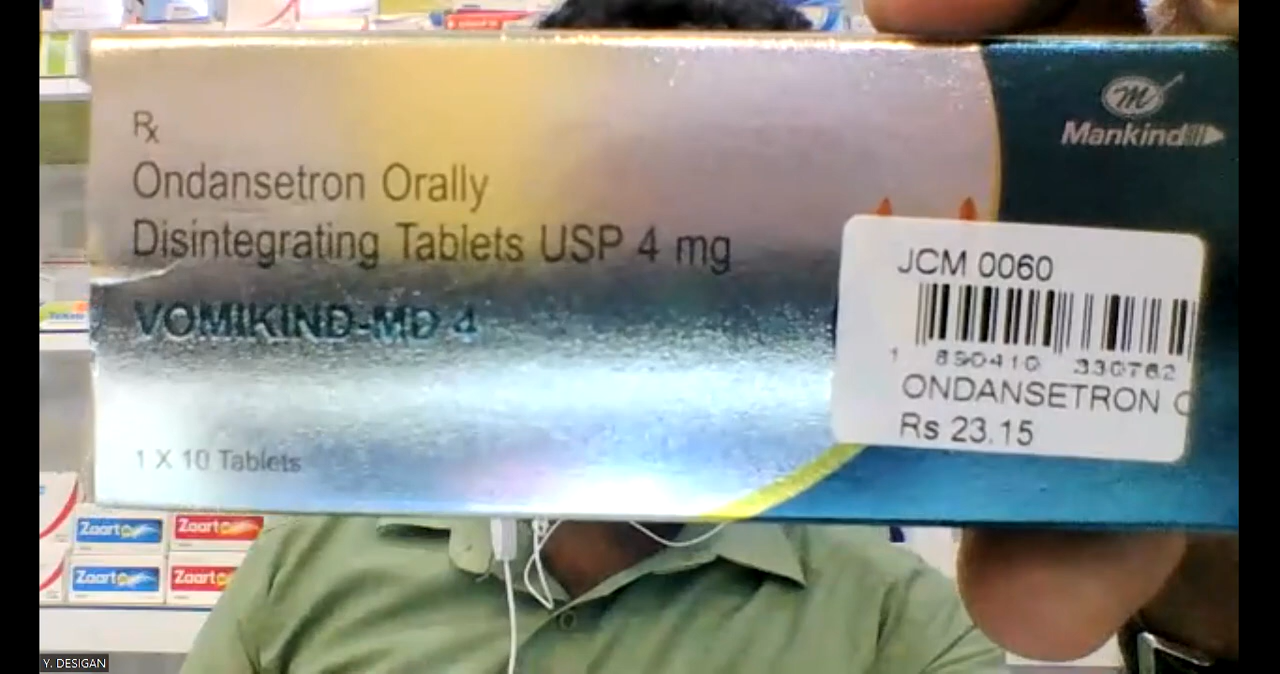 Rx
Ondansetron Orally
Disintegrating Tablets USP 4 mg
VOMIKIND-MD 4
1 X 10 Tablets
m
Mankind
JCM 0060
1 890410 330762
ONDANSETRON
Rs 23.15
Zaart
Zaart
Zaart
Zaart
Y. DESIGAN